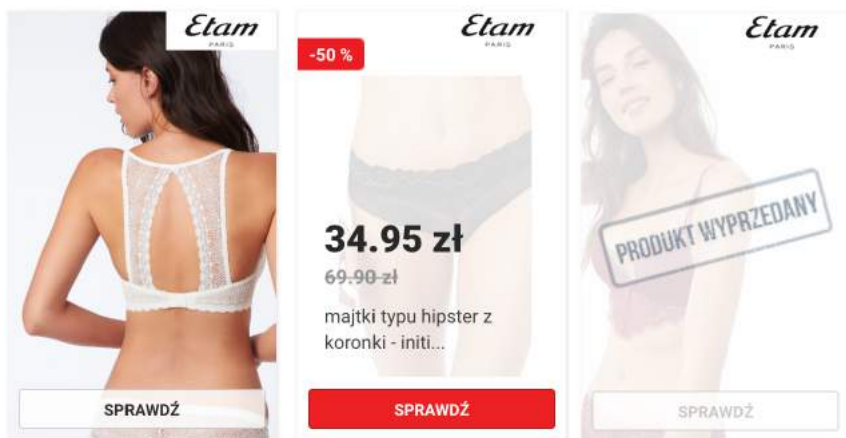 Etam
PARIS
SPRAWDŹ
Etam
PARIS
-50 %
34.95 zł
69.90 zł
majtki typu hipster z
koronki - initi...
SPRAWDŹ
Etam
PARIS
PRODUKT WYPRZEDANY
SPRAWDŹ